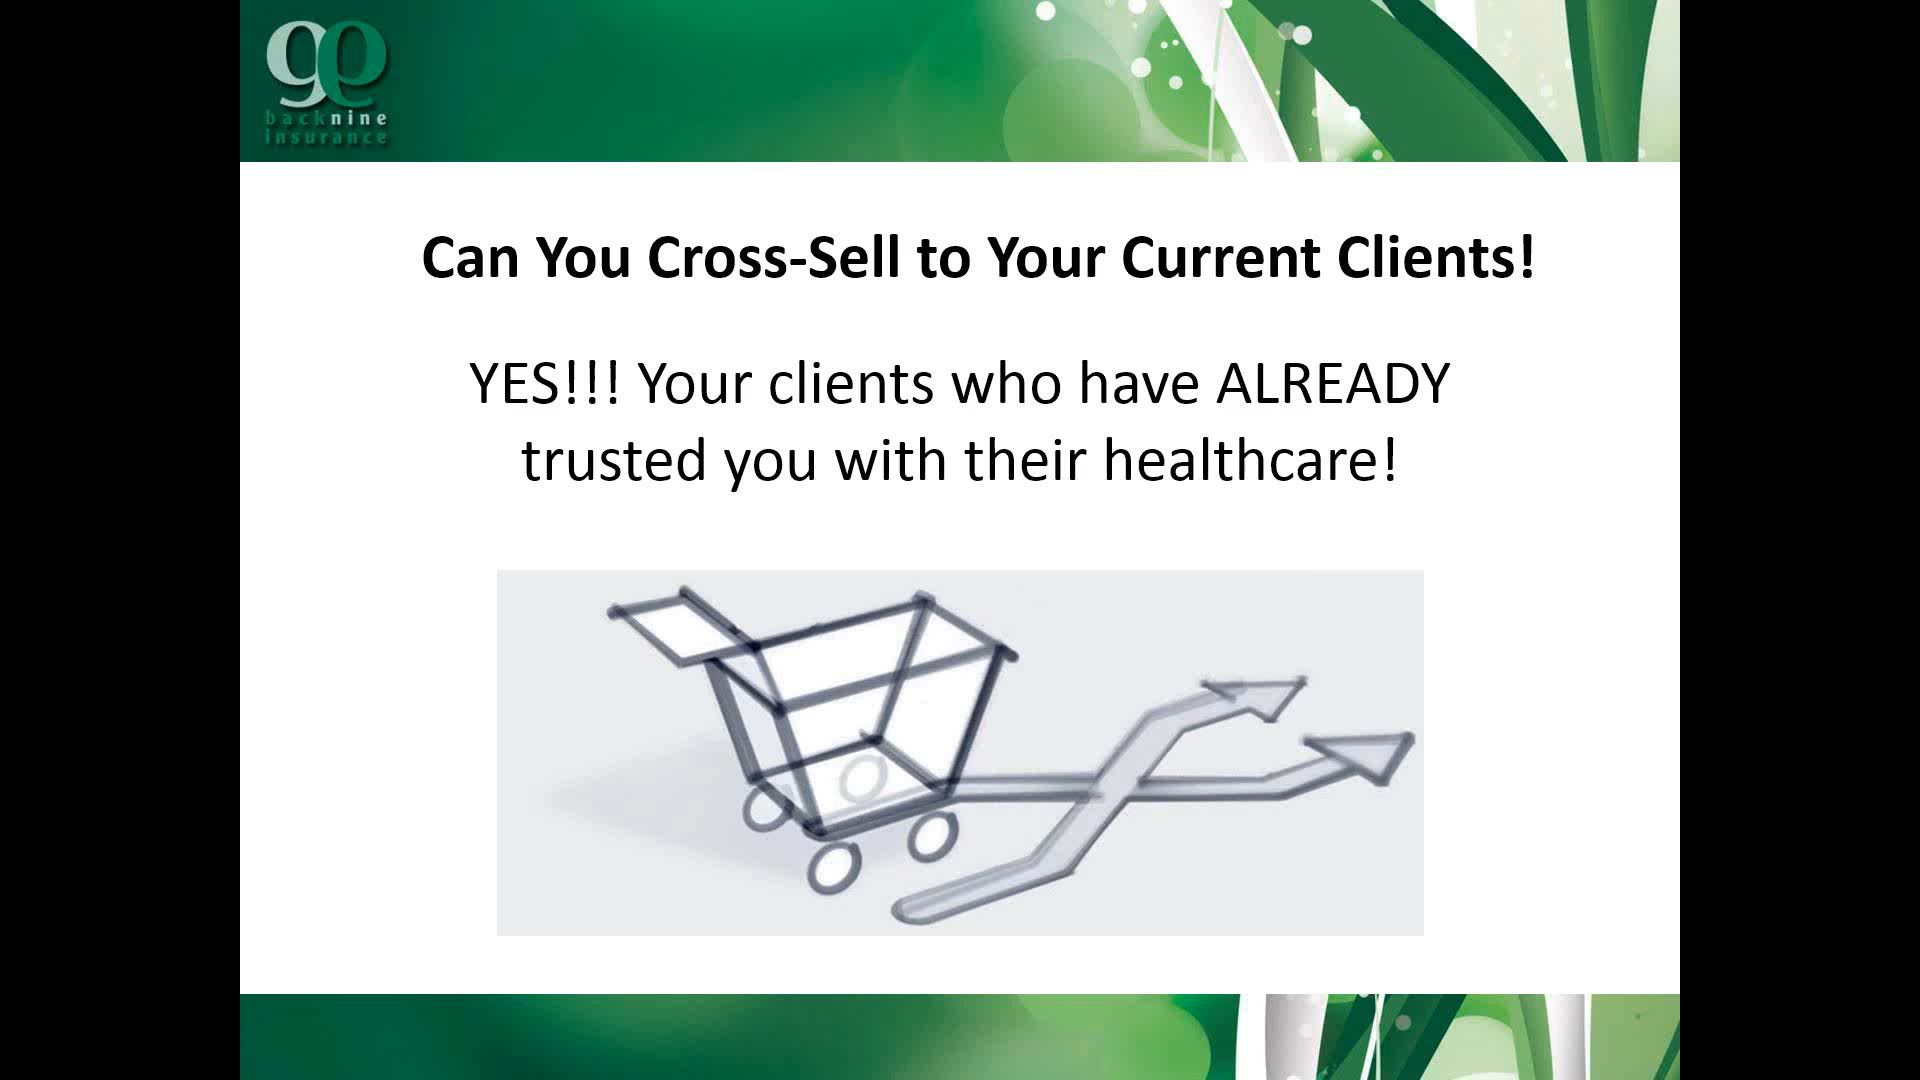 backnine
insurance
Can You Cross-Sell to Your Current Clients!
YES!!! Your clients who have ALREADY
trusted you with their healthcare!